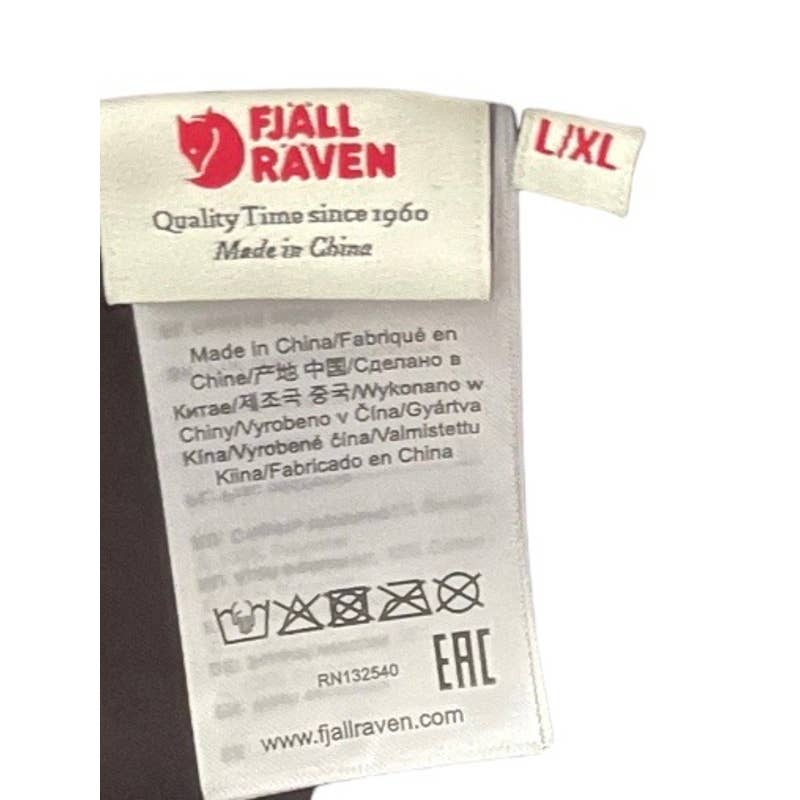 FJÄLL
RÄVEN
L/XL
Quality Time since 1960
Made in China
Made in China/Fabriqué en
Chine/产地 中国/Сделано в
Китае/제조국 중국/Wykonano w
Chiny/Vyrobeno v Čína/Gyártva
Kína/Vyrobené čína/Valmistettu
Kiina/Fabricado en China
RN132540
EAC
www.fjallraven.com